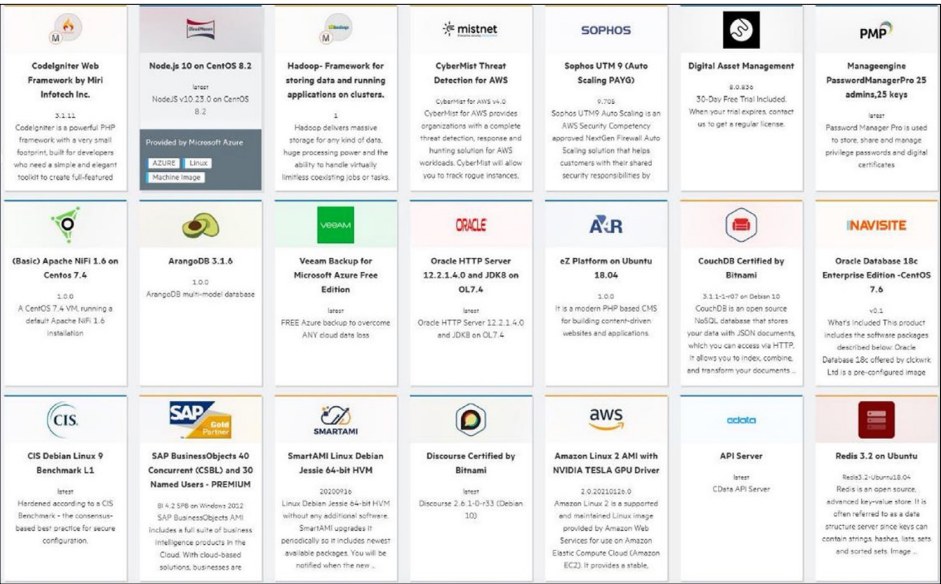 M
CodeIgniter Web
Framework by Miri
Infotech Inc.
3.1.11
CodeIgniter is a powerful PHP
framework with a very small
footprint, built for developers
who need a simple and elegant
toolkit to create full-featured
Node.js 10 on CentOS 8.2
latest
NodeJS v10.23.0 on CentOS
8.2
Provided by Microsoft Azure
AZURE
Linux
Machine Image
M
Hadoop- Framework for
storing data and running
applications on clusters.
1
Hadoop delivers massive
storage for any kind of data,
huge processing power and the
ability to handle virtually
limitless coexisting jobs or tasks.
mistnet
CyberMist Threat
Detection for AWS
CyberMist for AWS v4.0
CyberMist for AWS provides
organizations with a complete
threat detection, response and
hunting solution for AWS
workloads. CyberMist will allow
you to track rogue instances,
SOPHOS
Sophos UTM 9 (Auto
Scaling PAYG)
9.705
Sophos UTM9 Auto Scaling is an
AWS Security Competency
approved NextGen Firewall Auto
Scaling solution that helps
customers with their shared
security responsibilities by
Digital Asset Management
8.0.836
30-Day Free Trial Included.
When your trial expires, contact
us to get a regular license.
PMP
Manageengine
PasswordManagerPro 25
admins,25 keys
latest
Password Manager Pro is used
to store, share and manage
privilege passwords and digital
certificates
(Basic) Apache NiFi 1.6 on
Centos 7.4
1.0.0
A CentOS 7.4 VM, running a
default Apache NiFi 1.6
installation
ArangoDB 3.1.6
1.0.0
ArangoDB multi-model database
veeAM
Veeam Backup for
Microsoft Azure Free
Edition
latest
FREE Azure backup to overcome
ANY cloud data loss
ORACLE
Oracle HTTP Server
12.2.1.4.0 and JDK8 on
OL7.4
latest
Oracle HTTP Server 12.2.1.4.0
and JDK8 on OL7.4
eZ Platform on Ubuntu
18.04
1.0.0
It is a modern PHP based CMS
for building content-driven
websites and applications.
CouchDB Certified by
Bitnami
3.1.1-1-r07 on Debian 10
CouchDB is an open source
NoSQL database that stores
your data with JSON documents,
which you can access via HTTP.
It allows you to index, combine,
and transform your documents ...
NAVISITE
Oracle Database 18c
Enterprise Edition -CentOS
7.6
v0.1
What's Included This product
includes the software packages
described below: Oracle
Database 18c offered by clckwrk
Ltd is a pre-configured image
CIS.
CIS Debian Linux 9
Benchmark L1
latest
Hardened according to a CIS
Benchmark - the consensus-
based best practice for secure
configuration.
SAP
Gold
Partner
SAP BusinessObjects 40
Concurrent (CSBL) and 30
Named Users - PREMIUM
BI 4.2 SP8 on Windows 2012
SAP BusinessObjects AMI
includes a full suite of business
intelligence products in the
Cloud. With cloud-based
solutions, businesses are
SMARTAMI
SmartAMI Linux Debian
Jessie 64-bit HVM
20200916
Linux Debian Jessie 64-bit HVM
without any additional software.
SmartAMI upgrades it
periodically so it includes newest
available packages. You will be
notified when the new ...
Discourse Certified by
Bitnami
latest
Discourse 2.6.1-0-r33 (Debian
10)
aws
Amazon Linux 2 AMI with
NVIDIA TESLA GPU Driver
2.0.20210126.0
Amazon Linux 2 is a supported
and maintained Linux image
provided by Amazon Web
Services for use on Amazon
Elastic Compute Cloud (Amazon
EC2). It provides a stable,
cdata
API Server
latest
CData API Server
Redis 3.2 on Ubuntu
Redis3.2-Ubuntu18.04
Redis is an open source,
advanced key-value store. It is
often referred to as a data
structure server since keys can
contain strings, hashes, lists, sets
and sorted sets. Image ...